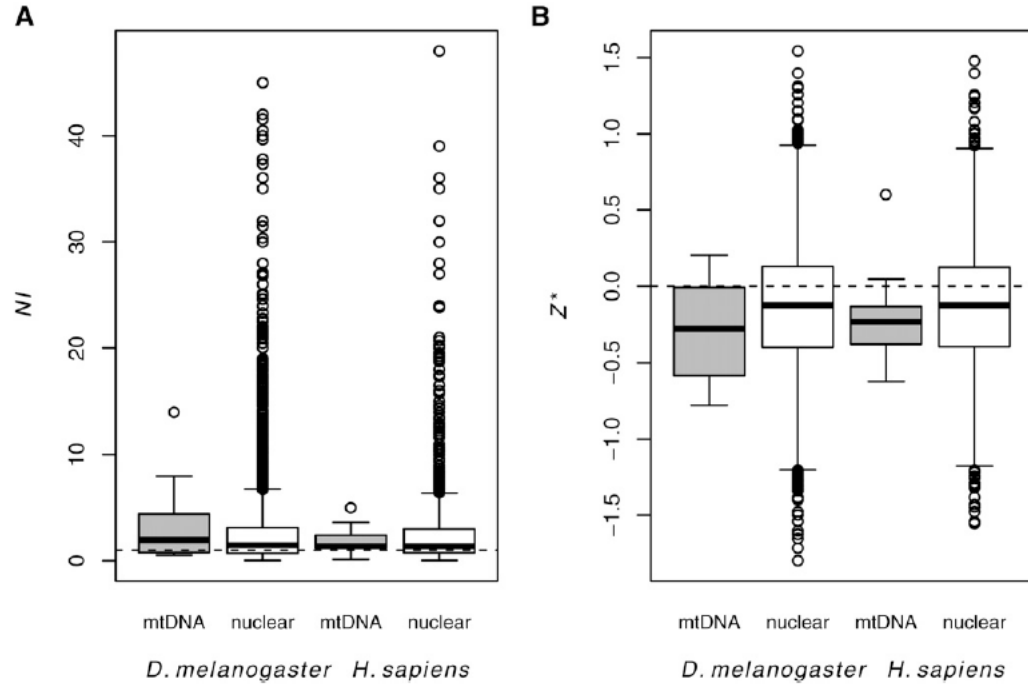 A
B
NI
0
10
20
30
40
Z*
−1.5
−1.0
−0.5
0.0
0.5
1.0
1.5
mtDNA nuclear mtDNA nuclear
D. melanogaster H. sapiens
mtDNA nuclear mtDNA nuclear
D. melanogaster H. sapiens